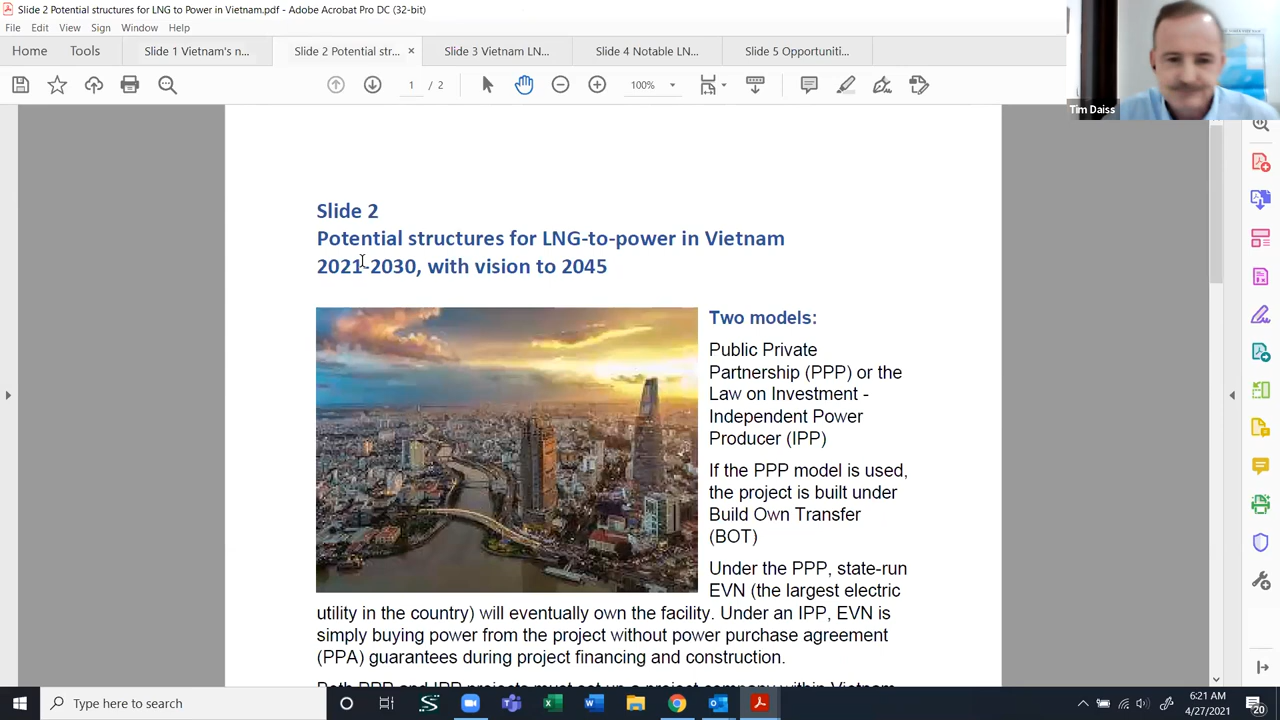 Slide 2 Potential structures for LNG to Power in Vietnam.pdf - Adobe Acrobat Pro DC (32-bit)
File Edit View Sign Window Help
Home Tools Slide 1 Vietnam's n... Slide 2 Potential str... × Slide 3 Vietnam LN... Slide 4 Notable LN... Slide 5 Opportuniti...
1 / 2 100%
Tim Daiss
Slide 2
Potential structures for LNG-to-power in Vietnam
2021-2030, with vision to 2045
Two models:
Public Private
Partnership (PPP) or the
Law on Investment -
Independent Power
Producer (IPP)
If the PPP model is used,
the project is built under
Build Own Transfer
(BOT)
Under the PPP, state-run
EVN (the largest electric
utility in the country) will eventually own the facility. Under an IPP, EVN is
simply buying power from the project without power purchase agreement
(PPA) guarantees during project financing and construction.
Type here to search
6:21 AM
4/27/2021
20